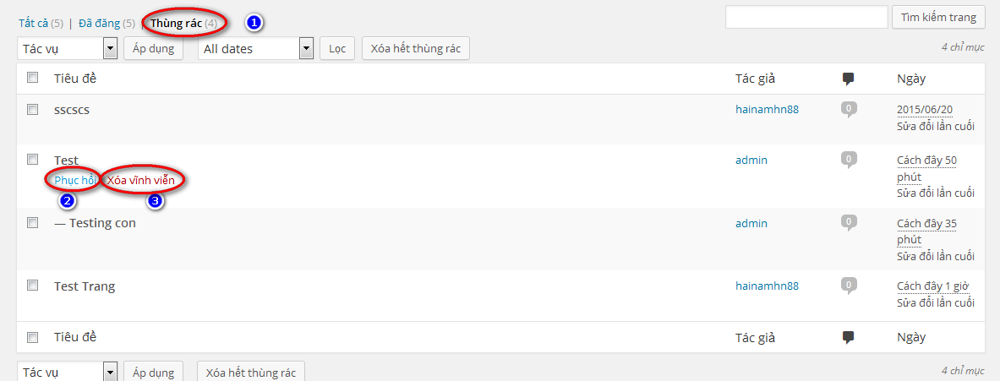 Tất cả (5) | Đã đăng (5) | Thùng rác (4) 1 Tìm kiếm trang
Tác vụ Áp dụng All dates Lọc Xóa hết thùng rác 4 chỉ mục
Tiêu đề Tác giả Ngày
sscscs hainamhn88 0 2015/06/20
Sửa đổi lần cuối
Test admin 0 Cách đây 50
Phục hồi Xóa vĩnh viễn phút
2 3 Sửa đổi lần cuối
— Testing con admin 0 Cách đây 35
phút
Sửa đổi lần cuối
Test Trang hainamhn88 0 Cách đây 1 giờ
Sửa đổi lần cuối
Tiêu đề Tác giả Ngày
Tác vụ Áp dụng Xóa hết thùng rác 4 chỉ mục